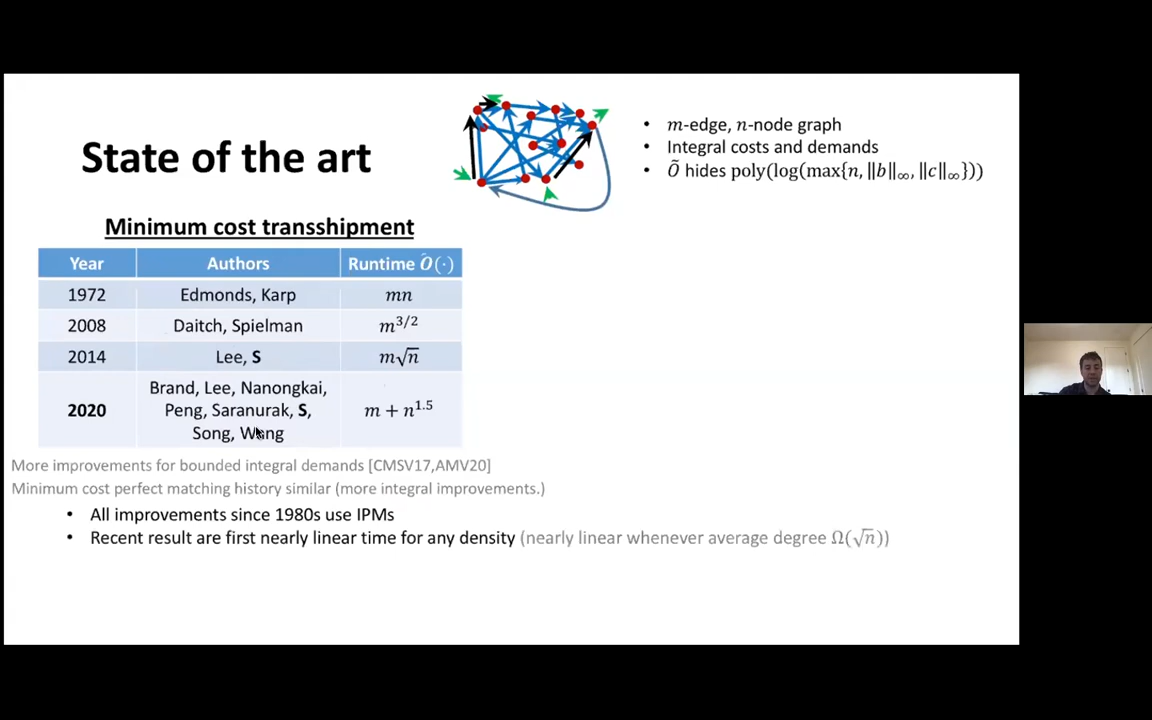 State of the art
• m-edge, n-node graph
• Integral costs and demands
• Õ hides poly(log(max{n, ‖b‖∞, ‖c‖∞}))
Minimum cost transshipment
Year Authors Runtime Õ(·)
1972 Edmonds, Karp mn
2008 Daitch, Spielman m^{3/2}
2014 Lee, S m√n
2020 Brand, Lee, Nanongkai,
Peng, Saranurak, S, m + n^{1.5}
Song, Wang
More improvements for bounded integral demands [CMSV17,AMV20]
Minimum cost perfect matching history similar (more integral improvements.)
• All improvements since 1980s use IPMs
• Recent result are first nearly linear time for any density (nearly linear whenever average degree Ω(√n))